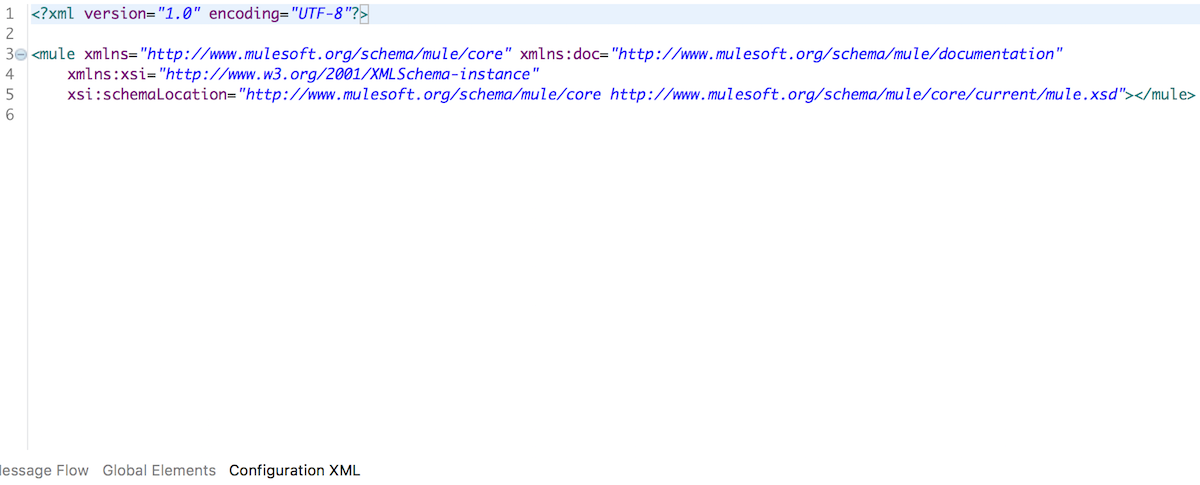 1 <?xml version="1.0" encoding="UTF-8"?>
2
3 <mule xmlns="http://www.mulesoft.org/schema/mule/core" xmlns:doc="http://www.mulesoft.org/schema/mule/documentation"
4 xmlns:xsi="http://www.w3.org/2001/XMLSchema-instance"
5 xsi:schemaLocation="http://www.mulesoft.org/schema/mule/core http://www.mulesoft.org/schema/mule/core/current/mule.xsd"></mule>
6
essage Flow Global Elements Configuration XML